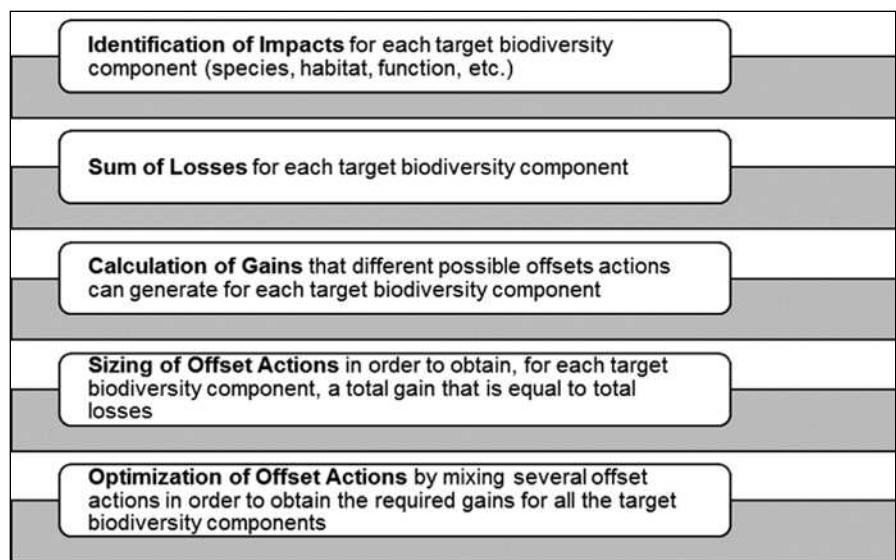 Identification of Impacts for each target biodiversity
component (species, habitat, function, etc.)
Sum of Losses for each target biodiversity component
Calculation of Gains that different possible offsets actions
can generate for each target biodiversity component
Sizing of Offset Actions in order to obtain, for each target
biodiversity component, a total gain that is equal to total
losses
Optimization of Offset Actions by mixing several offset
actions in order to obtain the required gains for all the target
biodiversity components